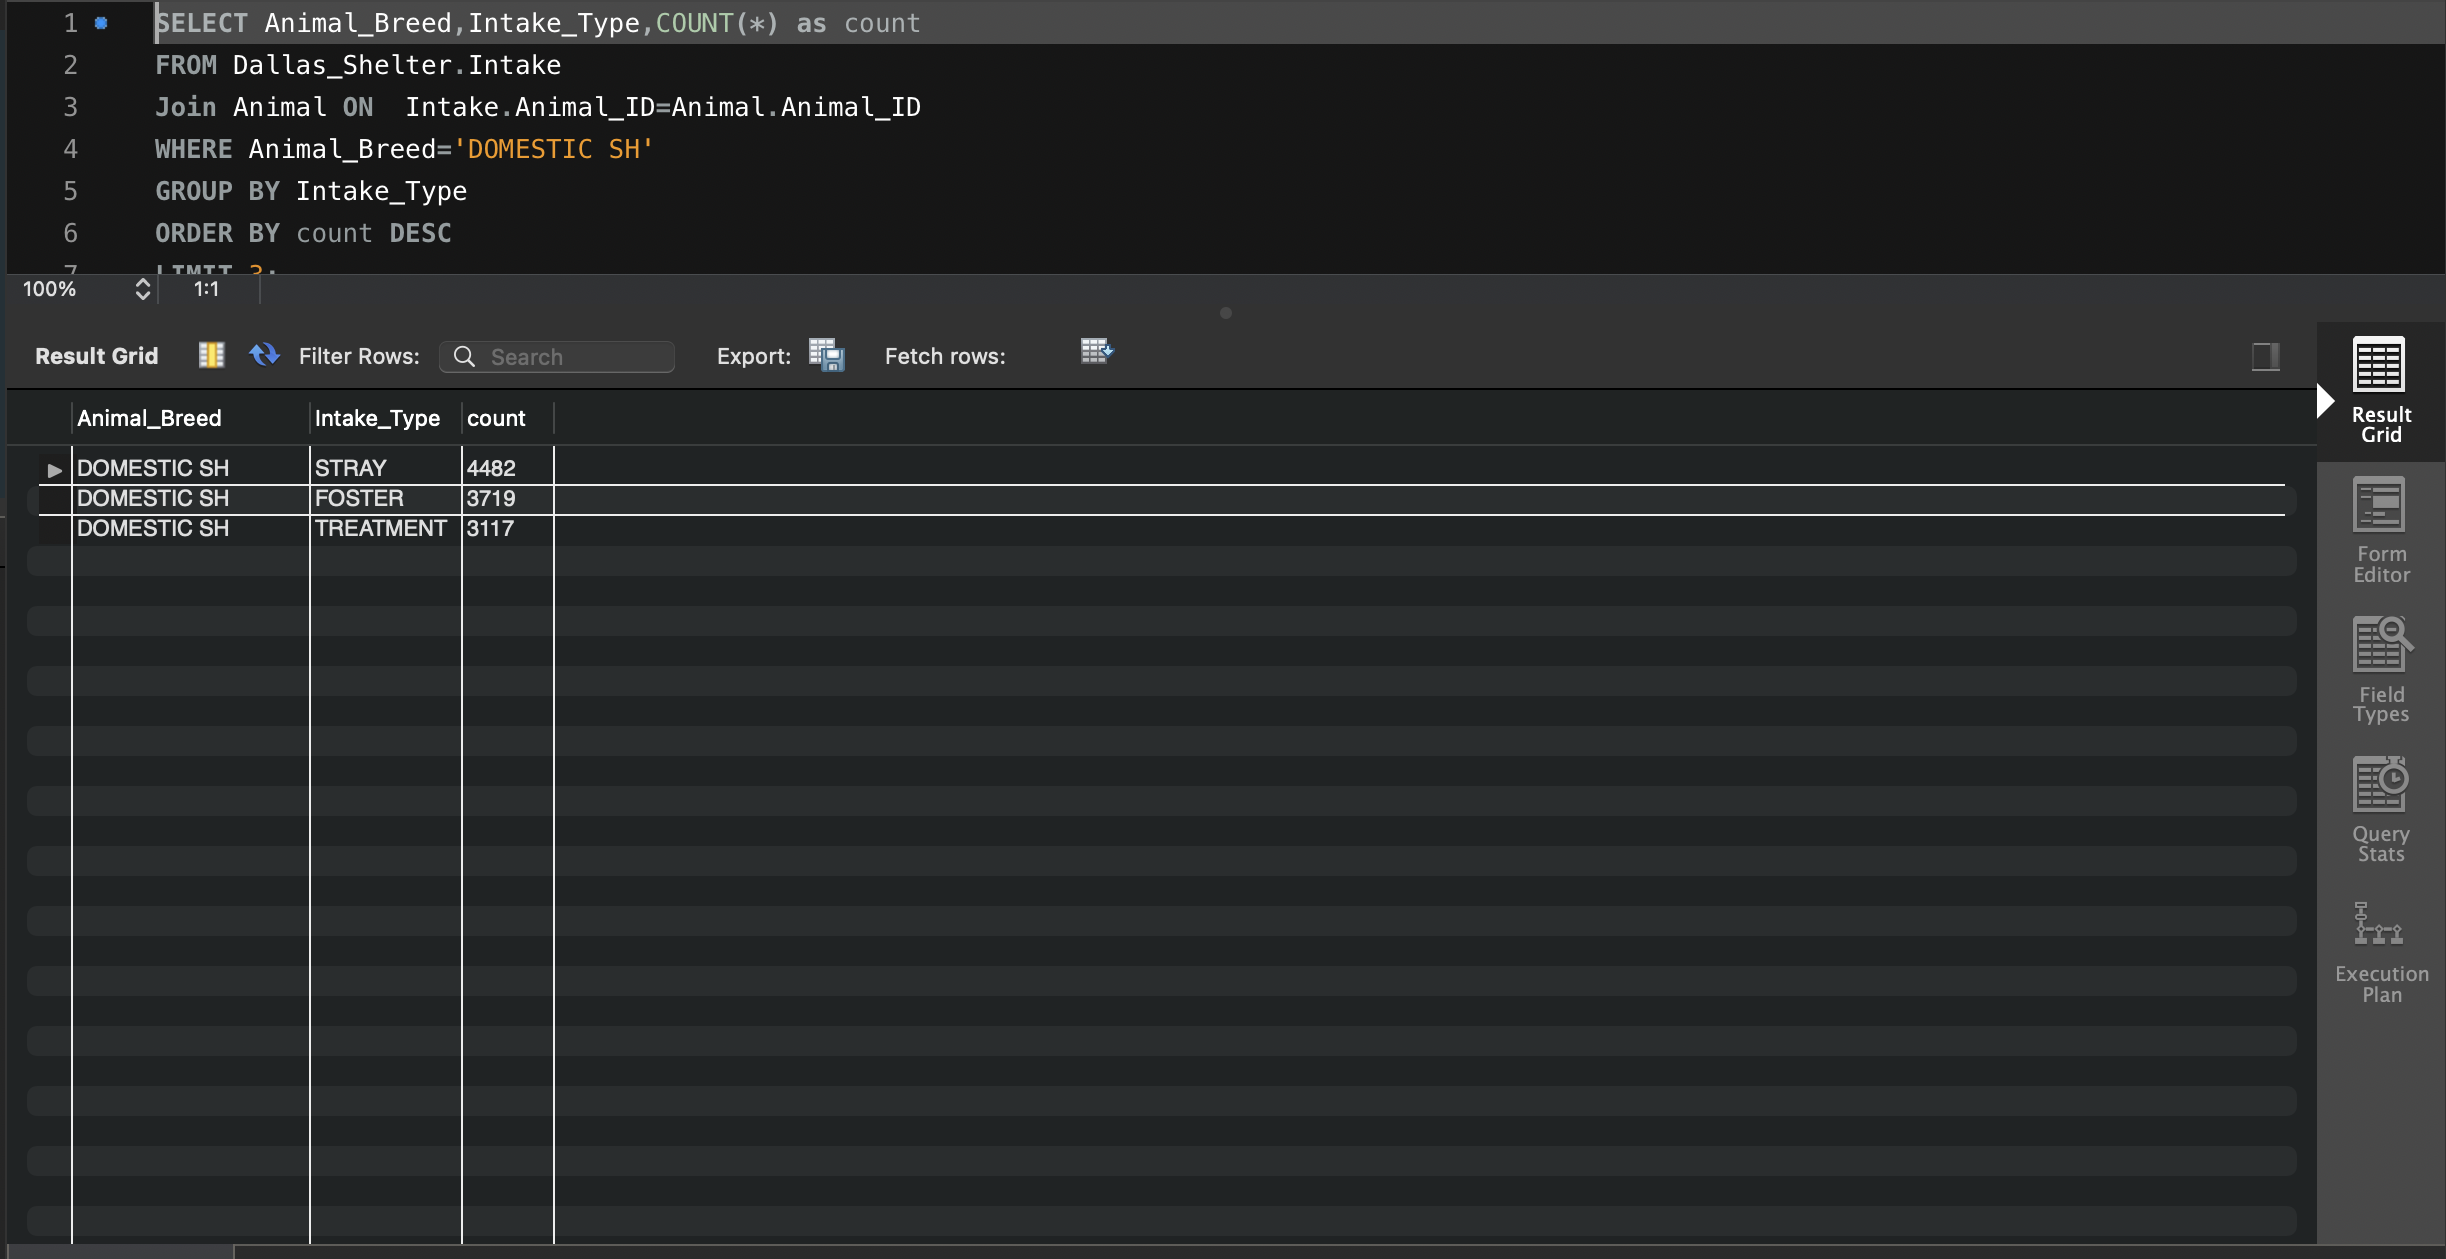 1 SELECT Animal_Breed,Intake_Type,COUNT(*) as count
2 FROM Dallas_Shelter.Intake
3 Join Animal ON  Intake.Animal_ID=Animal.Animal_ID
4 WHERE Animal_Breed='DOMESTIC SH'
5 GROUP BY Intake_Type
6 ORDER BY count DESC
7 LIMIT 3;
100% 1:1
Result Grid Filter Rows: Search Export: Fetch rows:
Animal_Breed Intake_Type count
DOMESTIC SH STRAY 4482
DOMESTIC SH FOSTER 3719
DOMESTIC SH TREATMENT 3117
Result
Grid
Form
Editor
Field
Types
Query
Stats
Execution
Plan